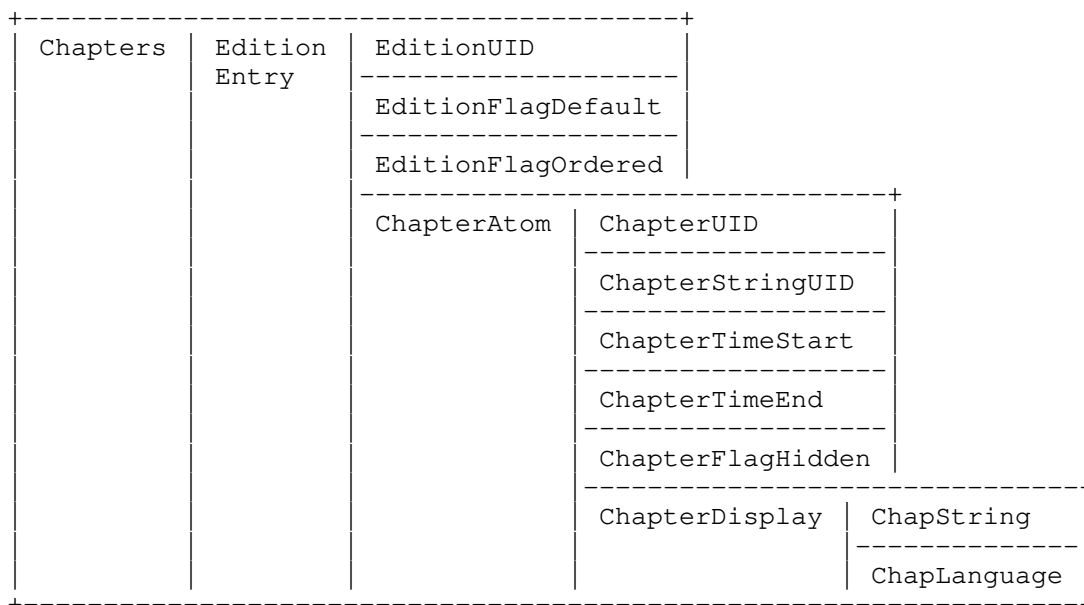 Chapters Edition EditionUID
Entry
EditionFlagDefault
EditionFlagOrdered
ChapterAtom ChapterUID
ChapterStringUID
ChapterTimeStart
ChapterTimeEnd
ChapterFlagHidden
ChapterDisplay ChapString
ChapLanguage